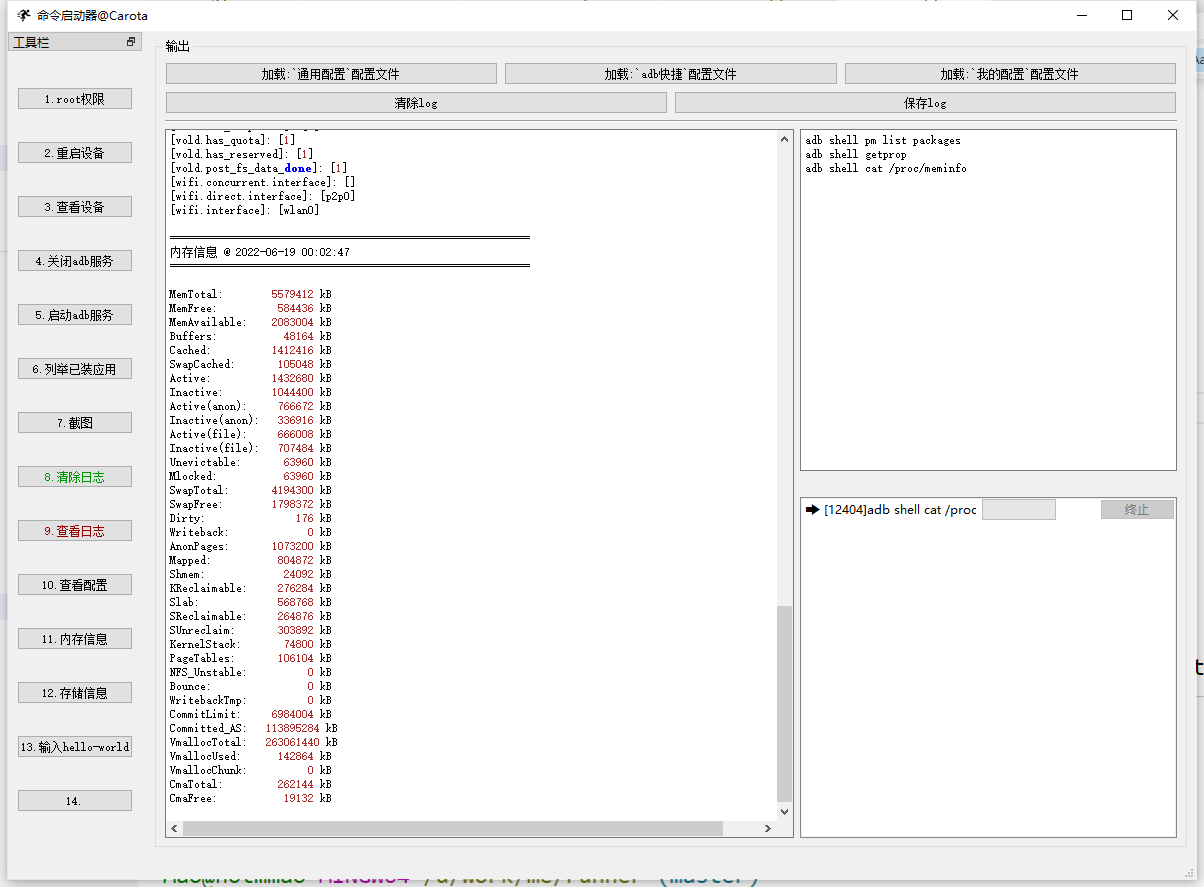 命令启动器@Carota
工具栏
1.root权限
2.重启设备
3.查看设备
4.关闭adb服务
5.启动adb服务
6.列举已装应用
7.截图
8.清除日志
9.查看日志
10.查看配置
11.内存信息
12.存储信息
13.输入hello-world
14.
输出
加载:`通用配置`配置文件
加载:`adb快捷`配置文件
加载:`我的配置`配置文件
清除log
保存log
[vold.has_quota]: [1]
[vold.has_reserved]: [1]
[vold.post_fs_data_done]: [1]
[wifi.concurrent.interface]: []
[wifi.direct.interface]: [p2p0]
[wifi.interface]: [wlan0]
内存信息 @ 2022-06-19 00:02:47
MemTotal: 5579412 kB
MemFree: 584436 kB
MemAvailable: 2083004 kB
Buffers: 48164 kB
Cached: 1412416 kB
SwapCached: 105048 kB
Active: 1432680 kB
Inactive: 1044400 kB
Active(anon): 766672 kB
Inactive(anon): 336916 kB
Active(file): 666008 kB
Inactive(file): 707484 kB
Unevictable: 63960 kB
Mlocked: 63960 kB
SwapTotal: 4194300 kB
SwapFree: 1798372 kB
Dirty: 176 kB
Writeback: 0 kB
AnonPages: 1073200 kB
Mapped: 804872 kB
Shmem: 24092 kB
KReclaimable: 276284 kB
Slab: 568768 kB
SReclaimable: 264876 kB
SUnreclaim: 303892 kB
KernelStack: 74800 kB
PageTables: 106104 kB
NFS_Unstable: 0 kB
Bounce: 0 kB
WritebackTmp: 0 kB
CommitLimit: 6984004 kB
Committed_AS: 113895284 kB
VmallocTotal: 263061440 kB
VmallocUsed: 142864 kB
VmallocChunk: 0 kB
CmaTotal: 262144 kB
CmaFree: 19132 kB
adb shell pm list packages
adb shell getprop
adb shell cat /proc/meminfo
[12404]adb shell cat /proc
终止